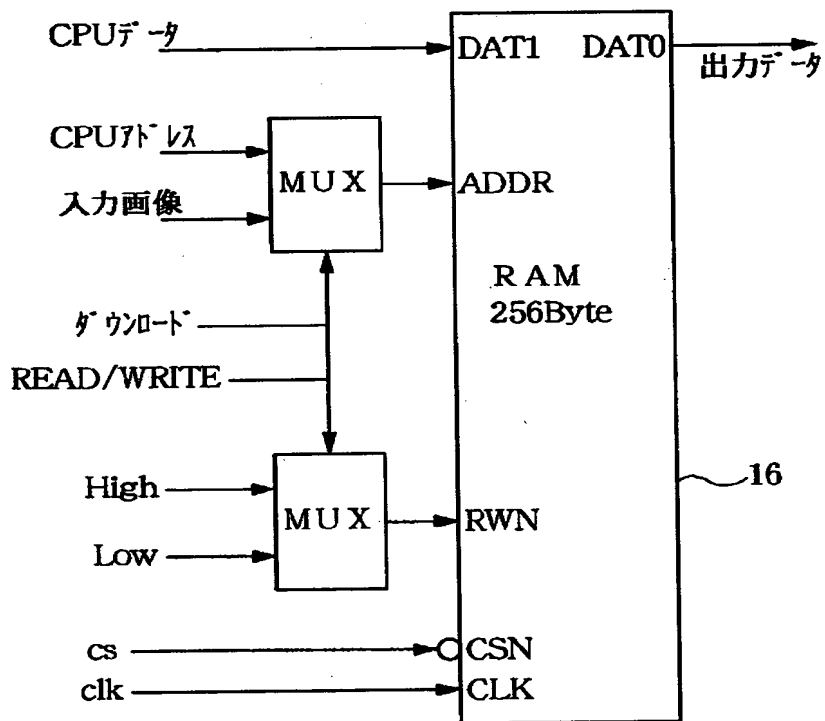 CPUデータ
DAT1
DAT0
出力データ
CPUアドレス
MUX
ADDR
入力画像
RAM
256Byte
ダウンロード
READ/WRITE
High
MUX
RWN
16
Low
cs
CSN
clk
CLK